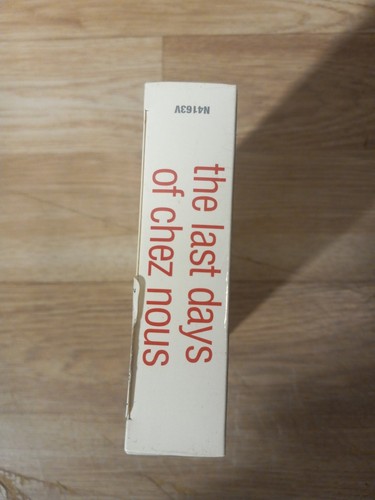 N4163V
the last days
of chez nous